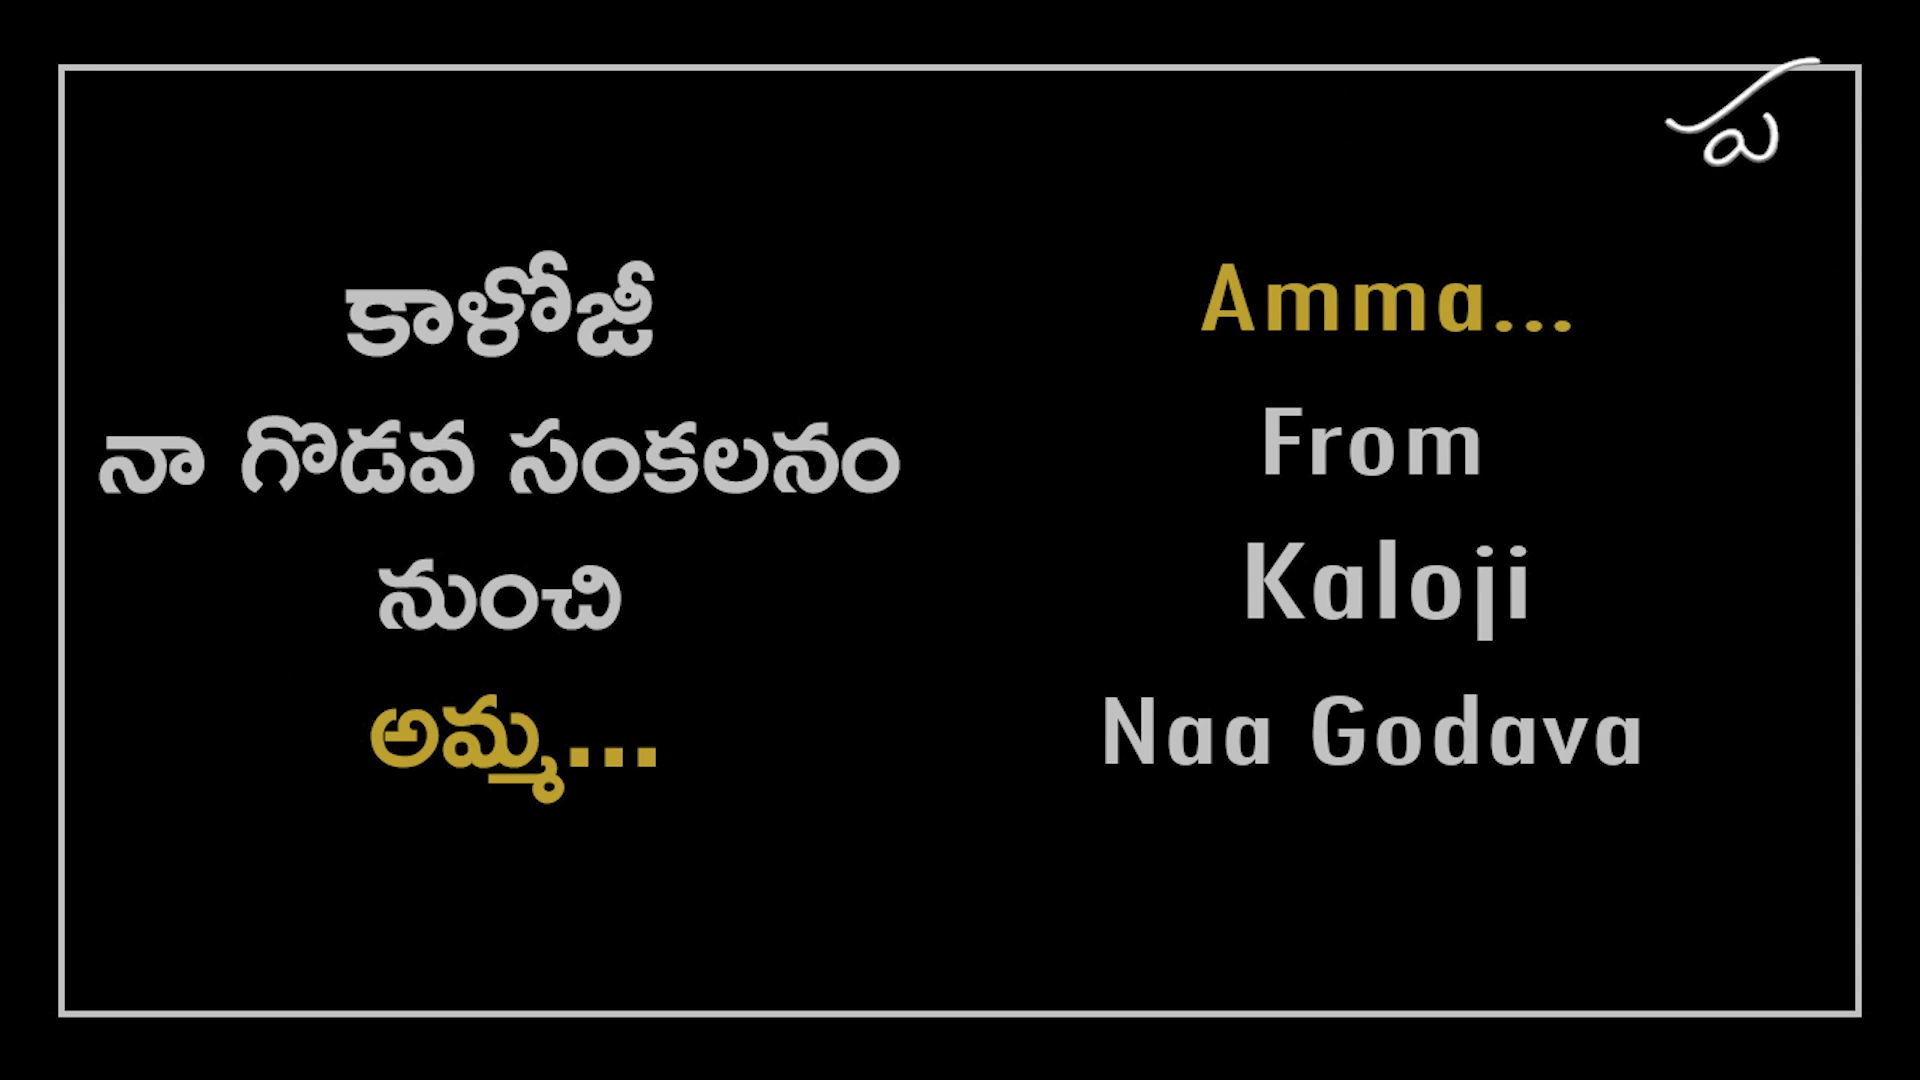 ప
కాళోజీ
నా గొడవ సంకలనం
నుంచి
అమ్మ...
Amma...
From
Kaloji
Naa Godava